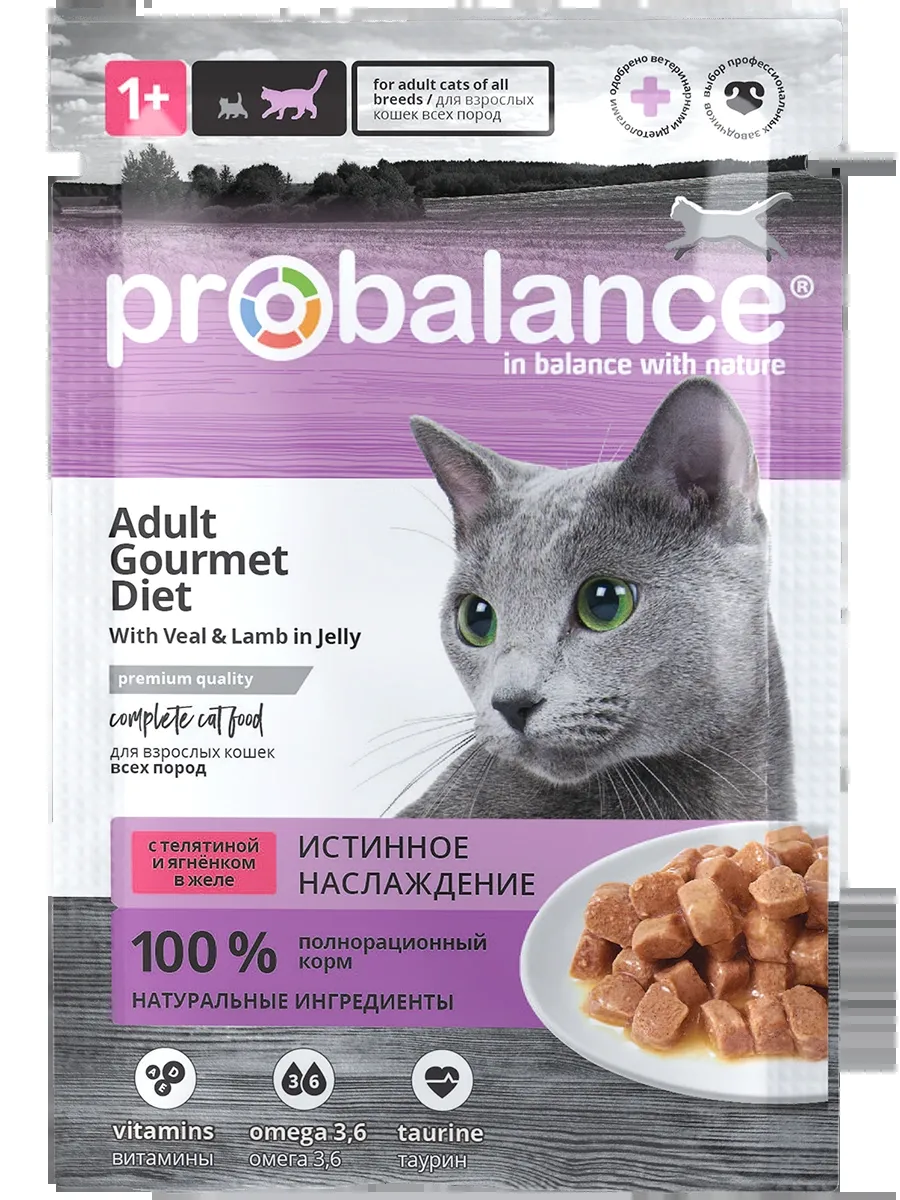 1+
for adult cats of all
breeds / для взрослых
кошек всех пород
одобрено ветеринарными диетологами
выбор профессиональных заводчиков
probalance®
in balance with nature
Adult
Gourmet
Diet
With Veal & Lamb in Jelly
premium quality
complete cat food
для взрослых кошек
всех пород
с телятиной
и ягнёнком
в желе
ИСТИННОЕ
НАСЛАЖДЕНИЕ
100 % полнорационный
корм
НАТУРАЛЬНЫЕ ИНГРЕДИЕНТЫ
A D
E
3 6
vitamins omega 3,6 taurine
витамины омега 3,6 таурин